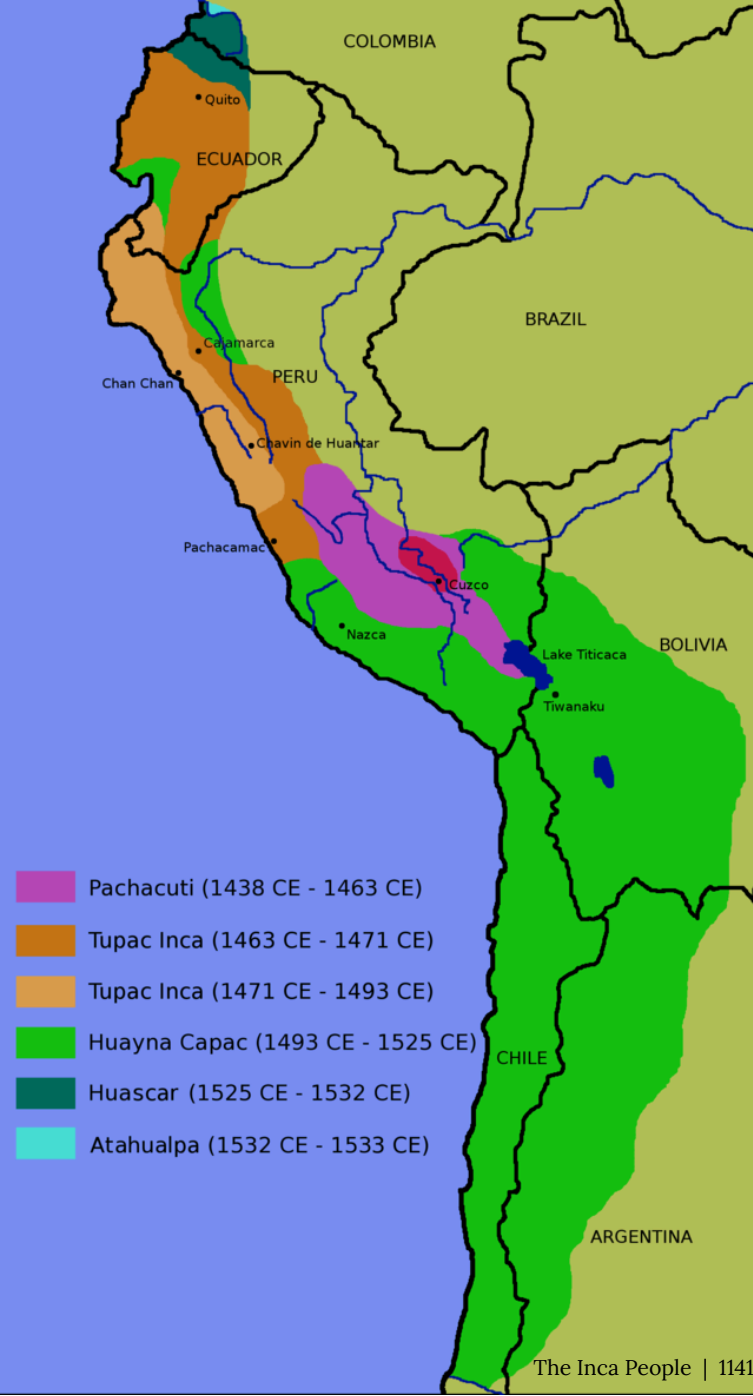 COLOMBIA
Quito
ECUADOR
BRAZIL
Cajamarca
PERU
Chan Chan
Chavin de Huantar
Pachacamac
Cuzco
Nazca
BOLIVIA
Lake Titicaca
Tiwanaku
Pachacuti (1438 CE - 1463 CE)
Tupac Inca (1463 CE - 1471 CE)
Tupac Inca (1471 CE - 1493 CE)
Huayna Capac (1493 CE - 1525 CE)
CHILE
Huascar (1525 CE - 1532 CE)
Atahualpa (1532 CE - 1533 CE)
ARGENTINA
The Inca People | 1141